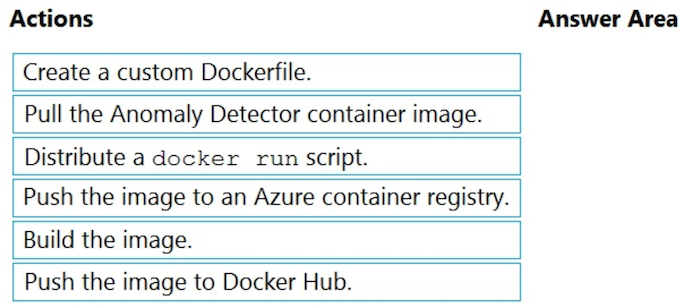 Actions
Answer Area
Create a custom Dockerfile.
Pull the Anomaly Detector container image.
Distribute a docker run script.
Push the image to an Azure container registry.
Build the image.
Push the image to Docker Hub.